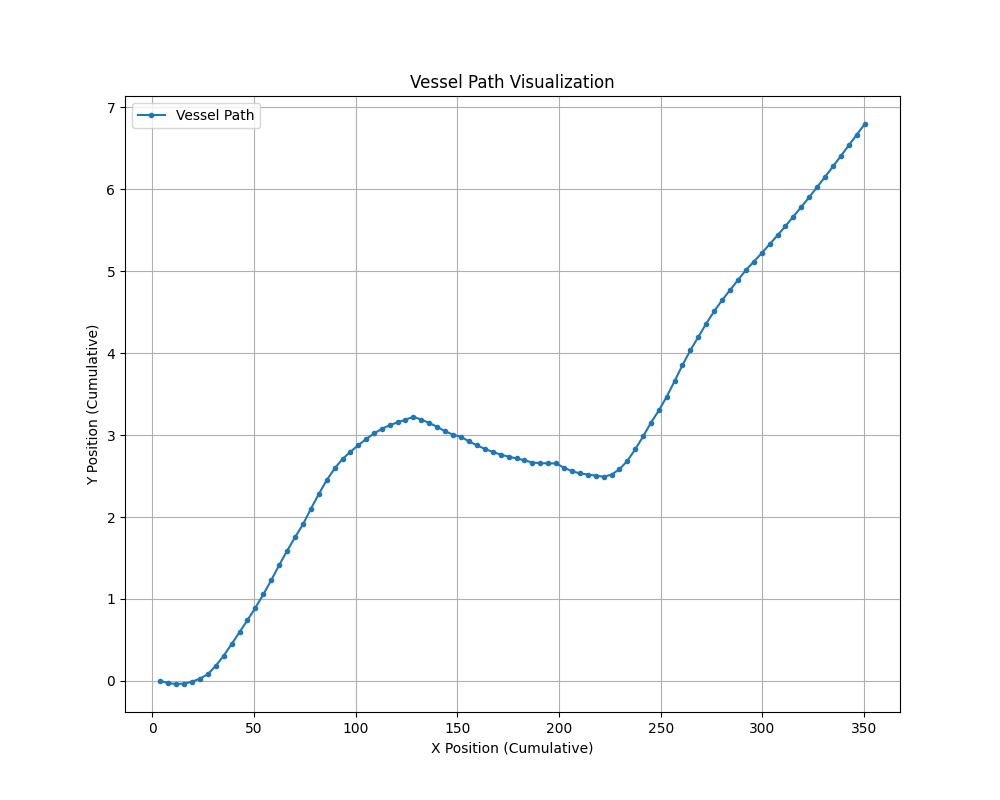 Vessel Path Visualization
Vessel Path
Y Position (Cumulative)
7
6
5
4
3
2
1
0
0 50 100 150 200 250 300 350
X Position (Cumulative)